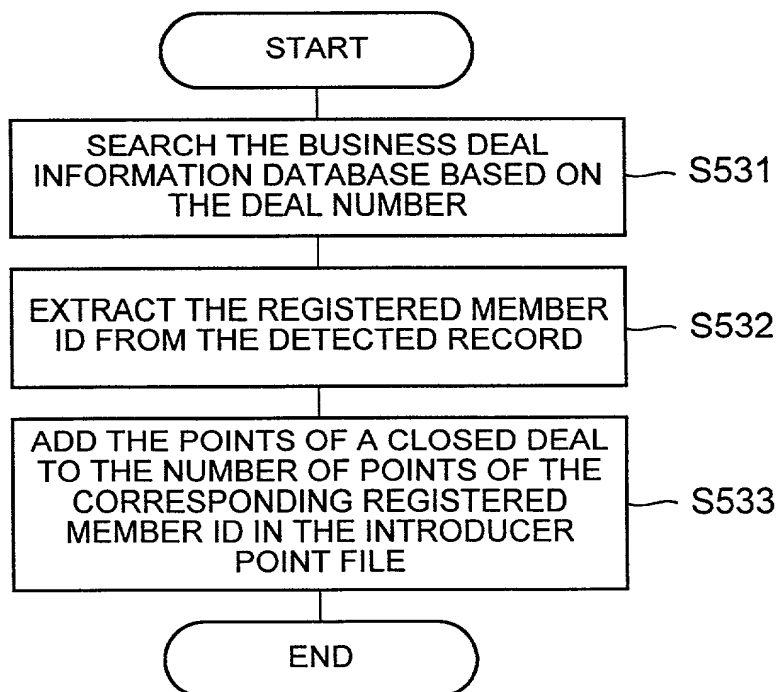 START
SEARCH THE BUSINESS DEAL
INFORMATION DATABASE BASED ON
THE DEAL NUMBER
S531
EXTRACT THE REGISTERED MEMBER
ID FROM THE DETECTED RECORD
S532
ADD THE POINTS OF A CLOSED DEAL
TO THE NUMBER OF POINTS OF THE
CORRESPONDING REGISTERED
MEMBER ID IN THE INTRODUCER
POINT FILE
S533
END